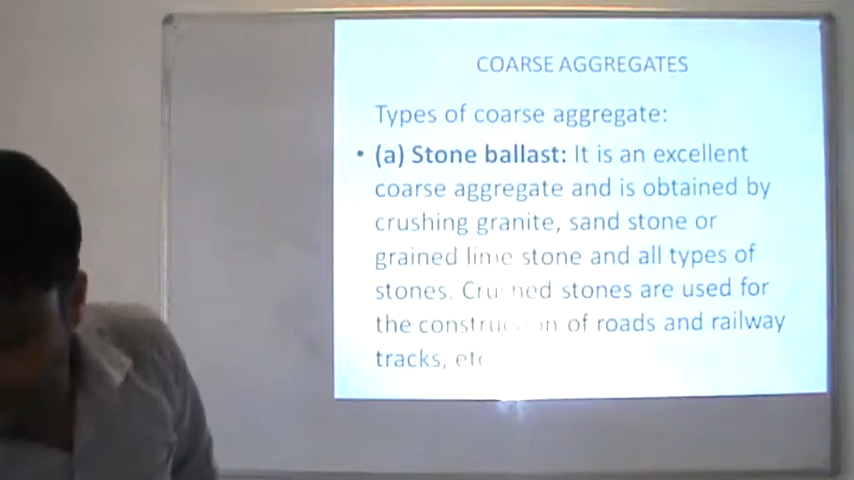 COARSE AGGREGATES
Types of coarse aggregate:
• (a) Stone ballast: It is an excellent
coarse aggregate and is obtained by
crushing granite, sand stone or
grained lime stone and all types of
stones. Crushed stones are used for
the construction of roads and railway
tracks, etc